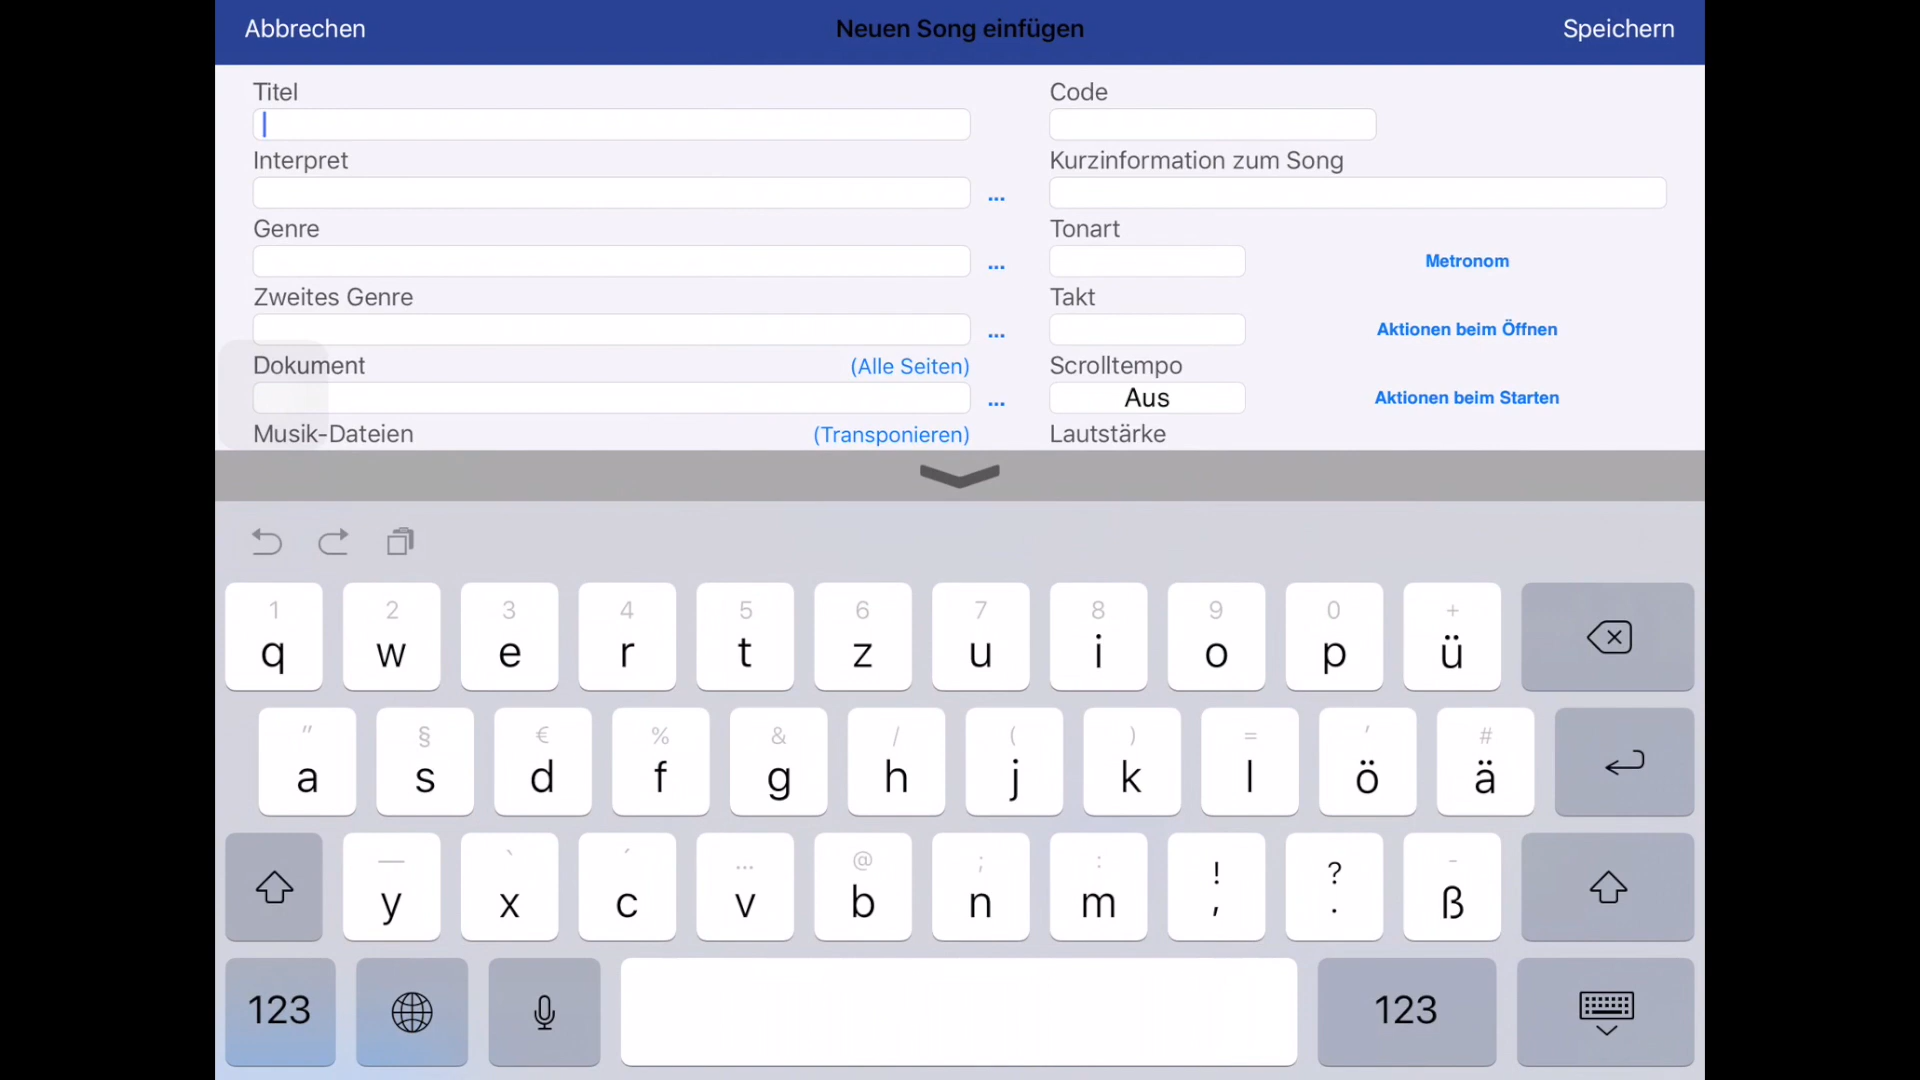 Abbrechen Neuen Song einfügen Speichern
Titel Code
Interpret Kurzinformation zum Song
...
Genre Tonart
... Metronom
Zweites Genre Takt
... Aktionen beim Öffnen
Dokument (Alle Seiten) Scrolltempo
... Aus Aktionen beim Starten
Musik-Dateien (Transponieren) Lautstärke
1 2 3 4 5 6 7 8 9 0 +
q w e r t z u i o p ü
" § € % & / ( ) = ' #
a s d f g h j k l ö ä
— ` ´ ... @ ; : ! ? -
y x c v b n m , . ß
123 123